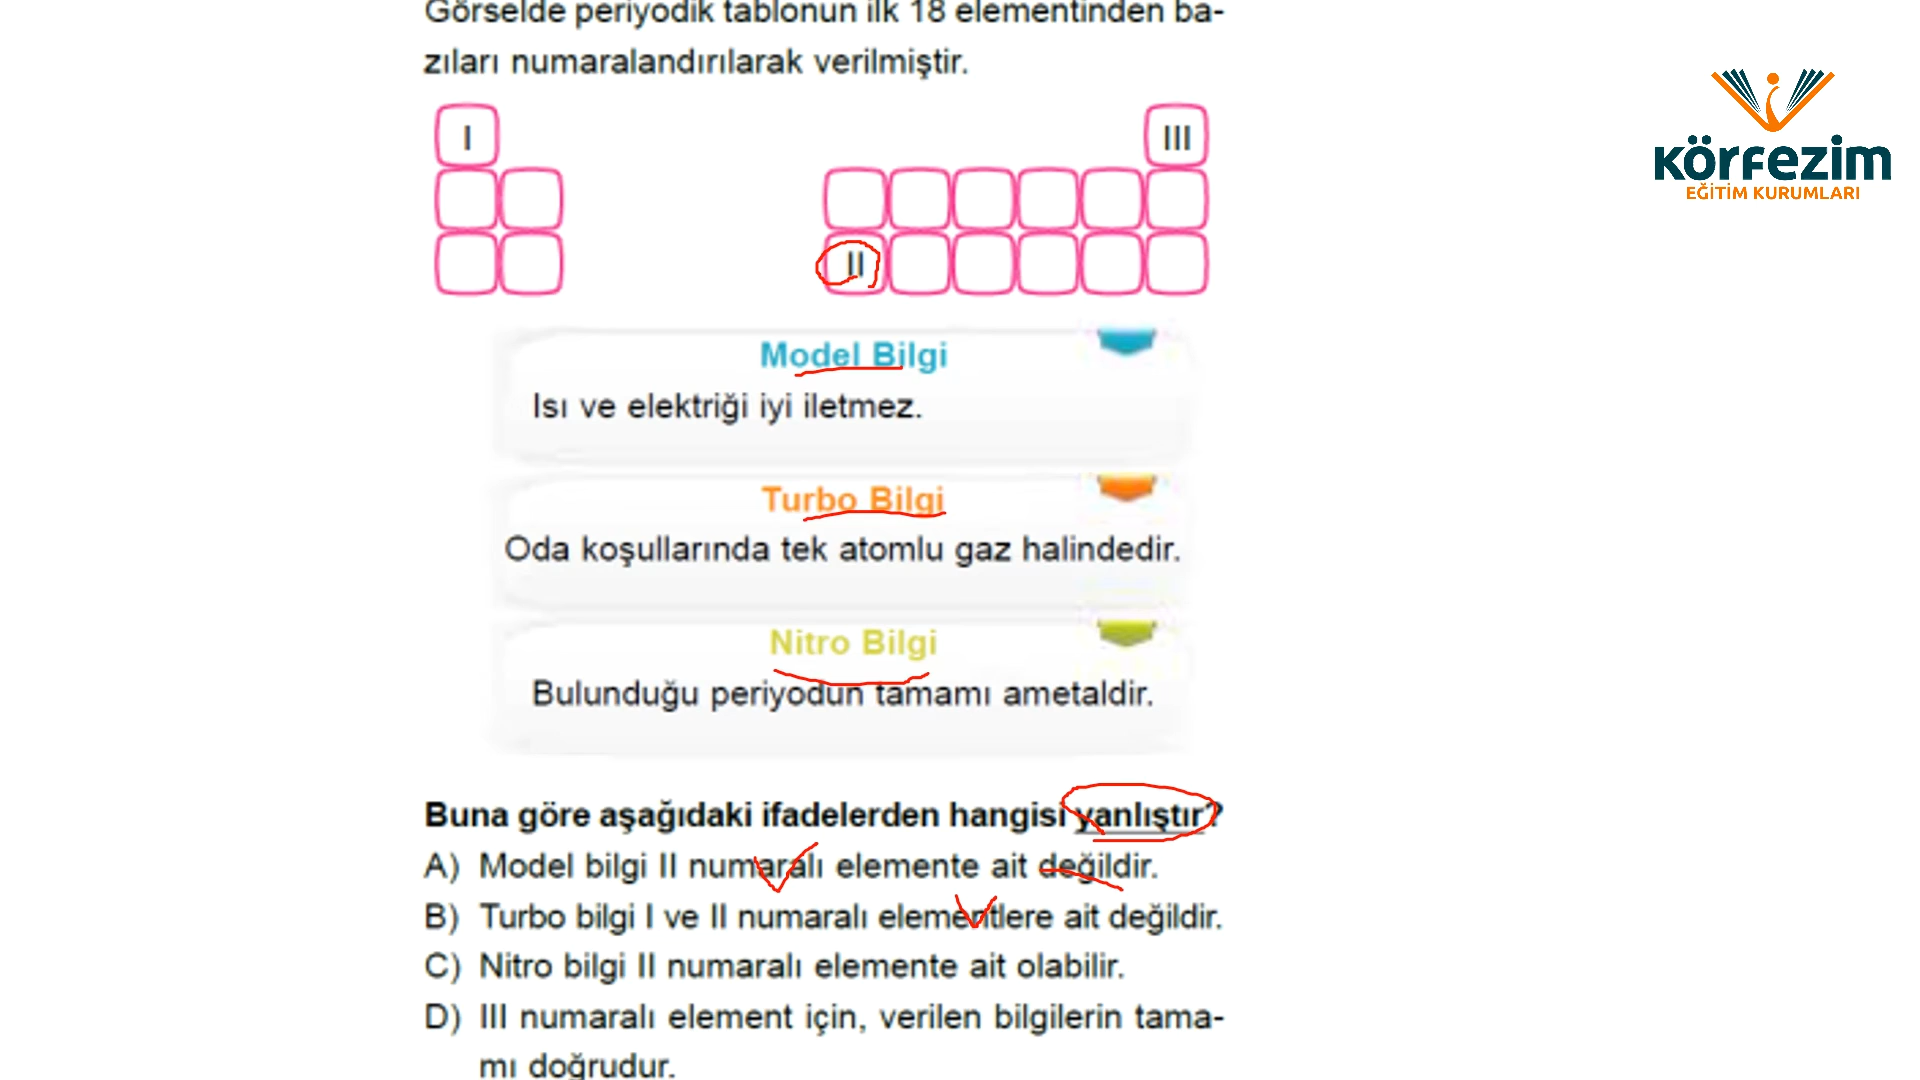 Görselde periyodik tablonun ilk 18 elementinden ba-
zıları numaralandırılarak verilmiştir.
I
III
II
KÖRFEZİM
EĞİTİM KURUMLARI
Model Bilgi
Isı ve elektriği iyi iletmez.
Turbo Bilgi
Oda koşullarında tek atomlu gaz halindedir.
Nitro Bilgi
Bulunduğu periyodun tamamı ametaldir.
Buna göre aşağıdaki ifadelerden hangisi yanlıştır?
A) Model bilgi II numaralı elemente ait değildir.
B) Turbo bilgi I ve II numaralı elementlere ait değildir.
C) Nitro bilgi II numaralı elemente ait olabilir.
D) III numaralı element için, verilen bilgilerin tama-
mı doğrudur.